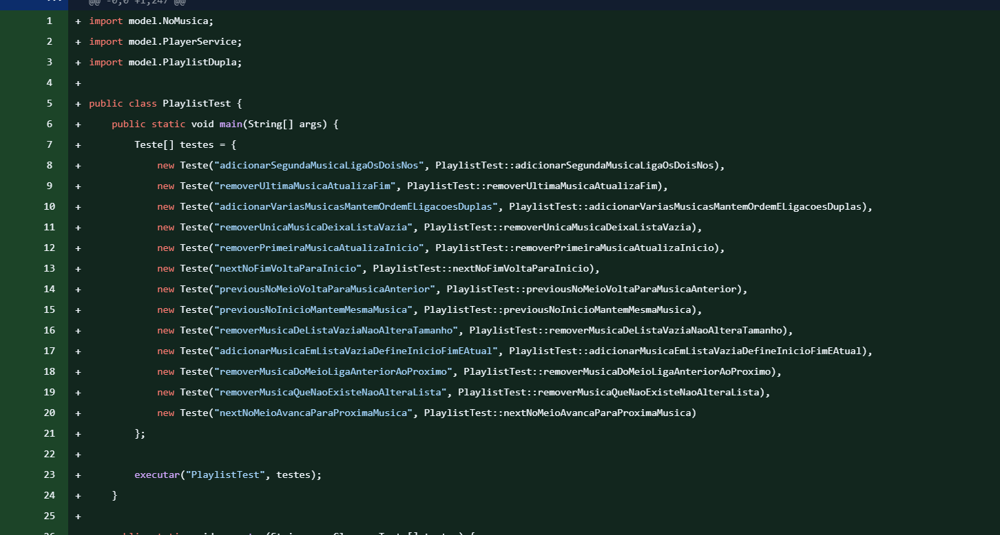 @@ -0,0 +1,247 @@
1 + import model.NoMusica;
2 + import model.PlayerService;
3 + import model.PlaylistDupla;
4 +
5 + public class PlaylistTest {
6 + public static void main(String[] args) {
7 + Teste[] testes = {
8 + new Teste("adicionarSegundaMusicaLigaOsDoisNos", PlaylistTest::adicionarSegundaMusicaLigaOsDoisNos),
9 + new Teste("removerUltimaMusicaAtualizaFim", PlaylistTest::removerUltimaMusicaAtualizaFim),
10 + new Teste("adicionarVariasMusicasMantemOrdemELigacoesDuplas", PlaylistTest::adicionarVariasMusicasMantemOrdemELigacoesDuplas),
11 + new Teste("removerUnicaMusicaDeixaListaVazia", PlaylistTest::removerUnicaMusicaDeixaListaVazia),
12 + new Teste("removerPrimeiraMusicaAtualizaInicio", PlaylistTest::removerPrimeiraMusicaAtualizaInicio),
13 + new Teste("nextNoFimVoltaParaInicio", PlaylistTest::nextNoFimVoltaParaInicio),
14 + new Teste("previousNoMeioVoltaParaMusicaAnterior", PlaylistTest::previousNoMeioVoltaParaMusicaAnterior),
15 + new Teste("previousNoInicioMantemMesmaMusica", PlaylistTest::previousNoInicioMantemMesmaMusica),
16 + new Teste("removerMusicaDeListaVaziaNaoAlteraTamanho", PlaylistTest::removerMusicaDeListaVaziaNaoAlteraTamanho),
17 + new Teste("adicionarMusicaEmListaVaziaDefineInicioFimEAtual", PlaylistTest::adicionarMusicaEmListaVaziaDefineInicioFimEAtual),
18 + new Teste("removerMusicaDoMeioLigaAnteriorAoProximo", PlaylistTest::removerMusicaDoMeioLigaAnteriorAoProximo),
19 + new Teste("removerMusicaQueNaoExisteNaoAlteraLista", PlaylistTest::removerMusicaQueNaoExisteNaoAlteraLista),
20 + new Teste("nextNoMeioAvancaParaProximaMusica", PlaylistTest::nextNoMeioAvancaParaProximaMusica)
21 + };
22 +
23 + executar("PlaylistTest", testes);
24 + }
25 +